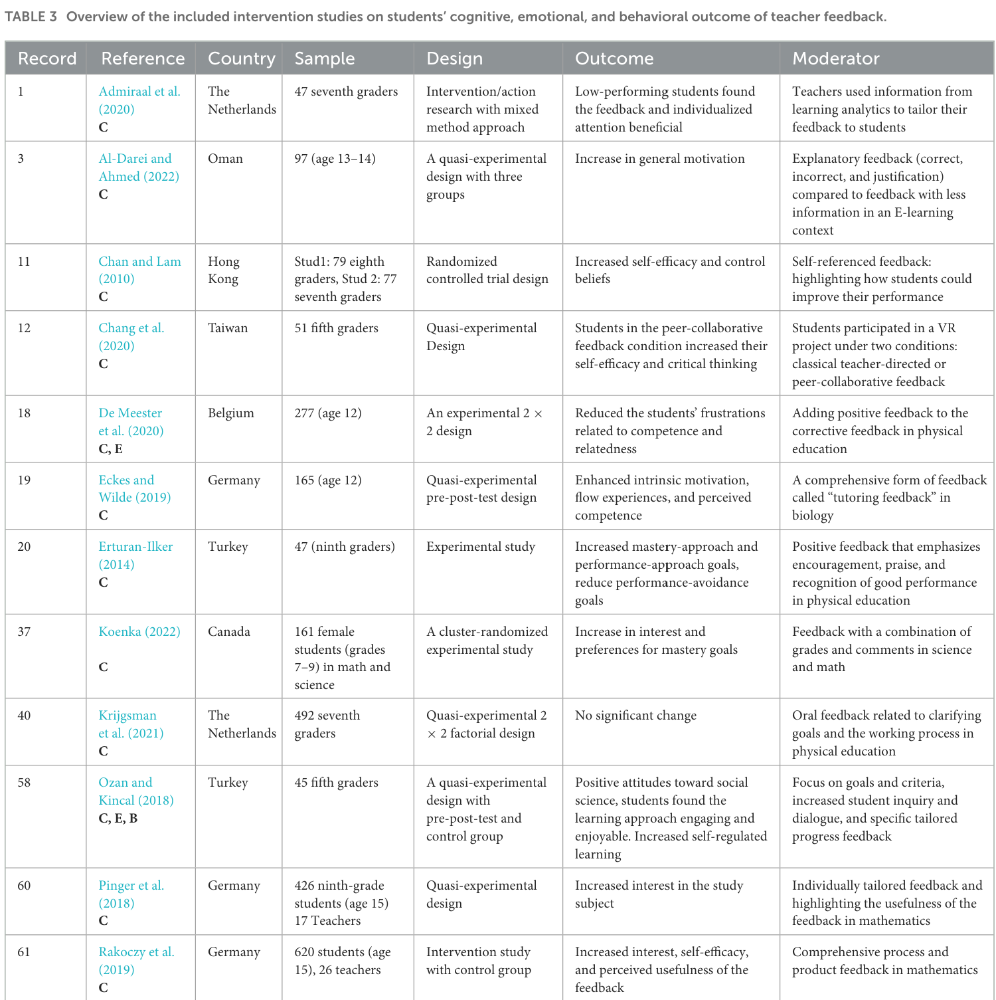 TABLE 3 Overview of the included intervention studies on students’ cognitive, emotional, and behavioral outcome of teacher feedback.
Record Reference Country Sample Design Outcome Moderator
1
Admiraal et al.
(2020)
C
The
Netherlands
47 seventh graders
Intervention/action
research with mixed
method approach
Low-performing students found
the feedback and individualized
attention beneficial
Teachers used information from
learning analytics to tailor their
feedback to students
3
Al-Darei and
Ahmed (2022)
C
Oman
97 (age 13–14)
A quasi-experimental
design with three
groups
Increase in general motivation
Explanatory feedback (correct,
incorrect, and justification)
compared to feedback with less
information in an E-learning
context
11
Chan and Lam
(2010)
C
Hong
Kong
Stud1: 79 eighth
graders, Stud 2: 77
seventh graders
Randomized
controlled trial design
Increased self-efficacy and control
beliefs
Self-referenced feedback:
highlighting how students could
improve their performance
12
Chang et al.
(2020)
C
Taiwan
51 fifth graders
Quasi-experimental
Design
Students in the peer-collaborative
feedback condition increased their
self-efficacy and critical thinking
Students participated in a VR
project under two conditions:
classical teacher-directed or
peer-collaborative feedback
18
De Meester
et al. (2020)
C, E
Belgium
277 (age 12)
An experimental 2 ×
2 design
Reduced the students’ frustrations
related to competence and
relatedness
Adding positive feedback to the
corrective feedback in physical
education
19
Eckes and
Wilde (2019)
C
Germany
165 (age 12)
Quasi-experimental
pre-post-test design
Enhanced intrinsic motivation,
flow experiences, and perceived
competence
A comprehensive form of feedback
called “tutoring feedback” in
biology
20
Erturan-Ilker
(2014)
C
Turkey
47 (ninth graders)
Experimental study
Increased mastery-approach and
performance-approach goals,
reduce performance-avoidance
goals
Positive feedback that emphasizes
encouragement, praise, and
recognition of good performance
in physical education
37
Koenka (2022)
C
Canada
161 female
students (grades
7–9) in math and
science
A cluster-randomized
experimental study
Increase in interest and
preferences for mastery goals
Feedback with a combination of
grades and comments in science
and math
40
Krijgsman
et al. (2021)
C
The
Netherlands
492 seventh
graders
Quasi-experimental 2
× 2 factorial design
No significant change
Oral feedback related to clarifying
goals and the working process in
physical education
58
Ozan and
Kincal (2018)
C, E, B
Turkey
45 fifth graders
A quasi-experimental
design with
pre-post-test and
control group
Positive attitudes toward social
science, students found the
learning approach engaging and
enjoyable. Increased self-regulated
learning
Focus on goals and criteria,
increased student inquiry and
dialogue, and specific tailored
progress feedback
60
Pinger et al.
(2018)
C
Germany
426 ninth-grade
students (age 15)
17 Teachers
Quasi-experimental
design
Increased interest in the study
subject
Individually tailored feedback and
highlighting the usefulness of the
feedback in mathematics
61
Rakoczy et al.
(2019)
C
Germany
620 students (age
15), 26 teachers
Intervention study
with control group
Increased interest, self-efficacy,
and perceived usefulness of the
feedback
Comprehensive process and
product feedback in mathematics